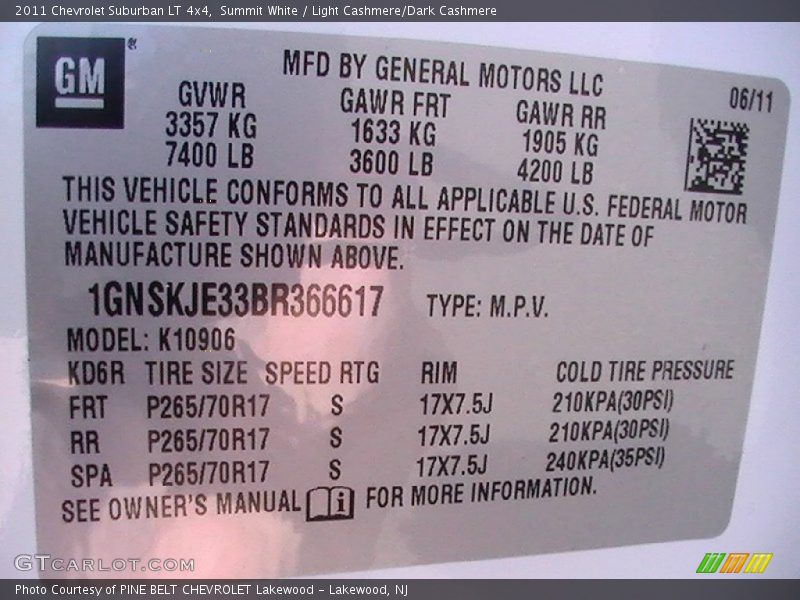 2011 Chevrolet Suburban LT 4x4,  Summit White / Light Cashmere/Dark Cashmere
GM
MFD BY GENERAL MOTORS LLC
06/11
GVWR GAWR FRT GAWR RR
3357 KG 1633 KG 1905 KG
7400 LB 3600 LB 4200 LB
THIS VEHICLE CONFORMS TO ALL APPLICABLE U.S. FEDERAL MOTOR
VEHICLE SAFETY STANDARDS IN EFFECT ON THE DATE OF
MANUFACTURE SHOWN ABOVE.
1GNSKJE33BR366617 TYPE: M.P.V.
MODEL: K10906
KD6R TIRE SIZE SPEED RTG RIM COLD TIRE PRESSURE
FRT P265/70R17 S 17X7.5J 210KPA(30PSI)
RR P265/70R17 S 17X7.5J 210KPA(30PSI)
SPA P265/70R17 S 17X7.5J 240KPA(35PSI)
SEE OWNER'S MANUAL i FOR MORE INFORMATION.
GTCARLOT.COM
Photo Courtesy of PINE BELT CHEVROLET Lakewood - Lakewood, NJ